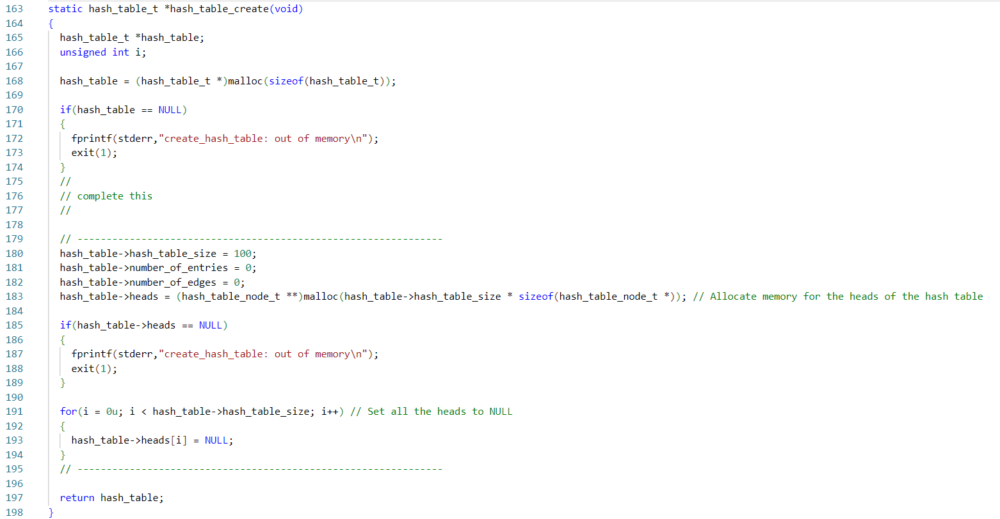 163 static hash_table_t *hash_table_create(void)
164 {
165   hash_table_t *hash_table;
166   unsigned int i;
167
168   hash_table = (hash_table_t *)malloc(sizeof(hash_table_t));
169
170   if(hash_table == NULL)
171   {
172     fprintf(stderr,"create_hash_table: out of memory\n");
173     exit(1);
174   }
175   //
176   // complete this
177   //
178
179   // ---------------------------------------------------------------
180   hash_table->hash_table_size = 100;
181   hash_table->number_of_entries = 0;
182   hash_table->number_of_edges = 0;
183   hash_table->heads = (hash_table_node_t **)malloc(hash_table->hash_table_size * sizeof(hash_table_node_t *)); // Allocate memory for the heads of the hash table
184
185   if(hash_table->heads == NULL)
186   {
187     fprintf(stderr,"create_hash_table: out of memory\n");
188     exit(1);
189   }
190
191   for(i = 0u; i < hash_table->hash_table_size; i++) // Set all the heads to NULL
192   {
193     hash_table->heads[i] = NULL;
194   }
195   // ---------------------------------------------------------------
196
197   return hash_table;
198 }